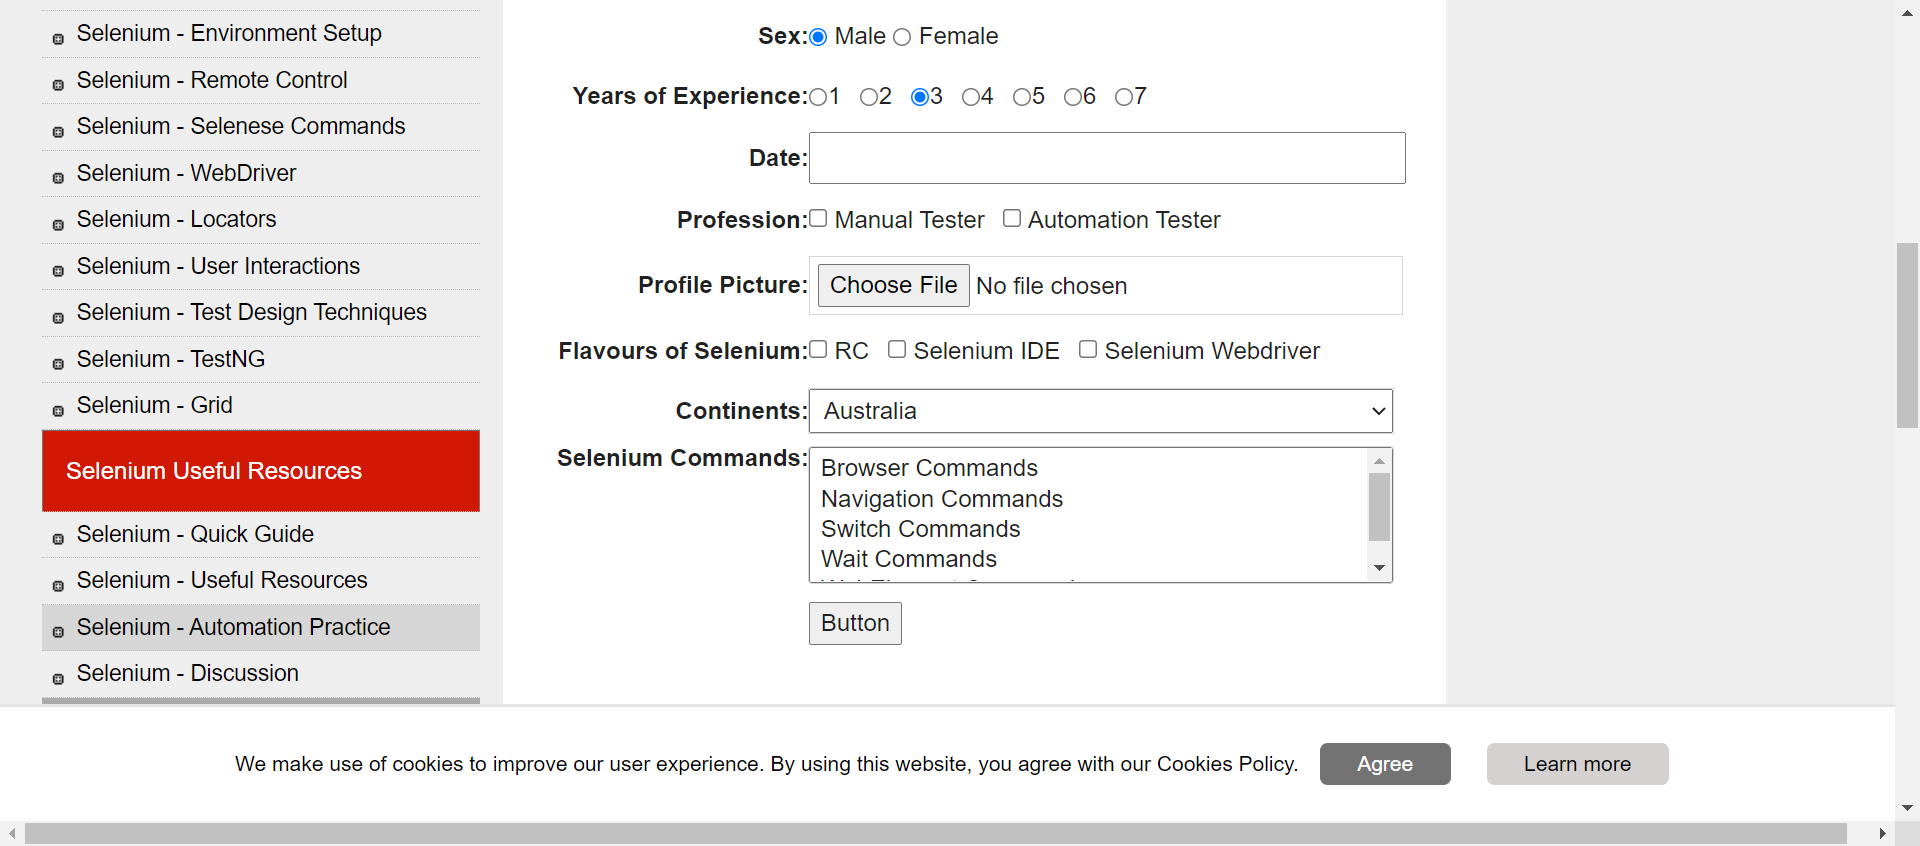 Selenium - Environment Setup
Selenium - Remote Control
Selenium - Selenese Commands
Selenium - WebDriver
Selenium - Locators
Selenium - User Interactions
Selenium - Test Design Techniques
Selenium - TestNG
Selenium - Grid
Selenium Useful Resources
Selenium - Quick Guide
Selenium - Useful Resources
Selenium - Automation Practice
Selenium - Discussion
Sex: Male Female
Years of Experience: 1 2 3 4 5 6 7
Date:
Profession: Manual Tester Automation Tester
Profile Picture: Choose File No file chosen
Flavours of Selenium: RC Selenium IDE Selenium Webdriver
Continents: Australia
Selenium Commands: Browser Commands
Navigation Commands
Switch Commands
Wait Commands
Button
We make use of cookies to improve our user experience. By using this website, you agree with our Cookies Policy. Agree Learn more